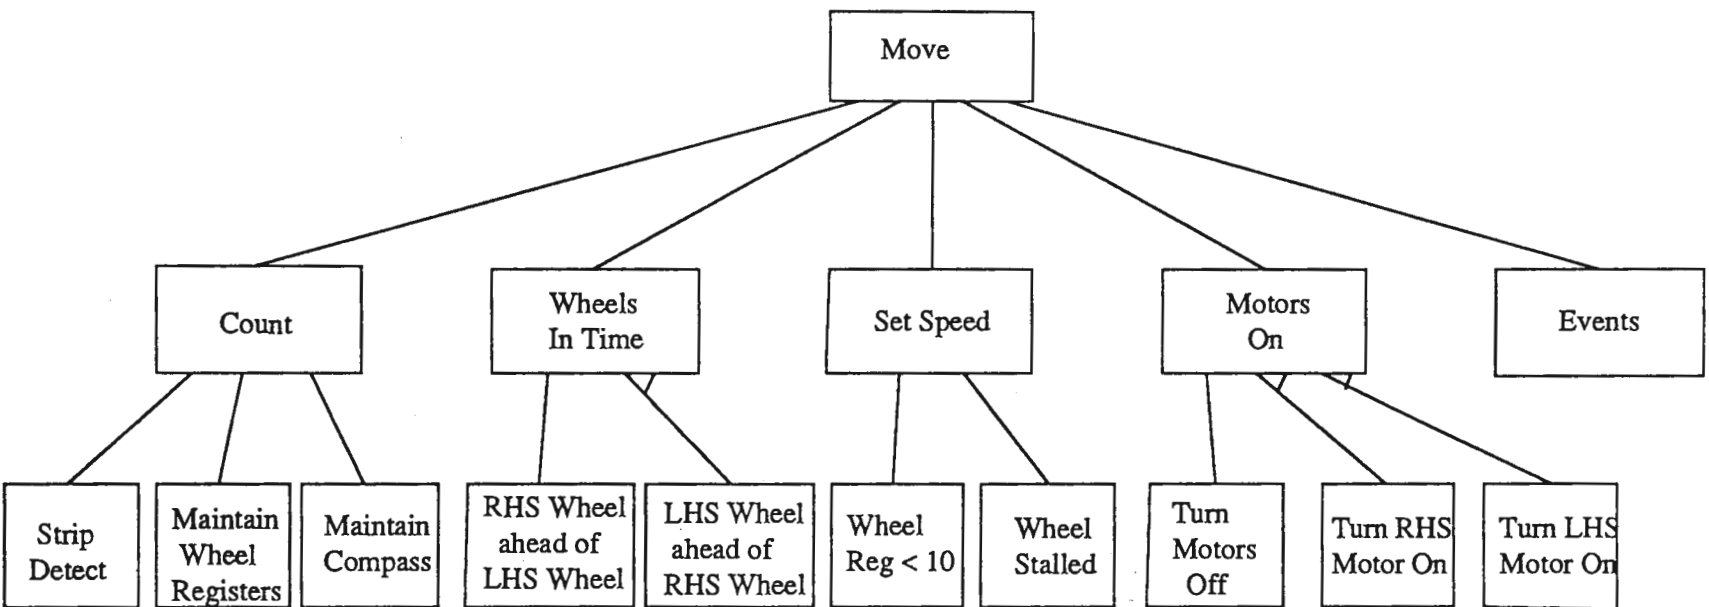 Move
Count
Wheels
In Time
Set Speed
Motors
On
Events
Strip
Detect
Maintain
Wheel
Registers
Maintain
Compass
RHS Wheel
ahead of
LHS Wheel
LHS Wheel
ahead of
RHS Wheel
Wheel
Reg < 10
Wheel
Stalled
Turn
Motors
Off
Turn RHS
Motor On
Turn LHS
Motor On